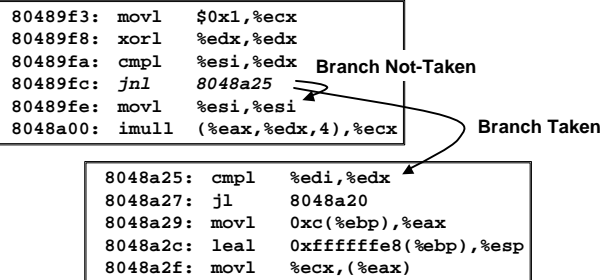 80489f3: movl $0x1,%ecx
80489f8: xorl %edx,%edx
80489fa: cmpl %esi,%edx
80489fc: jnl 8048a25
80489fe: movl %esi,%esi
8048a00: imull (%eax,%edx,4),%ecx
Branch Not-Taken
Branch Taken
8048a25: cmpl %edi,%edx
8048a27: jl 8048a20
8048a29: movl 0xc(%ebp),%eax
8048a2c: leal 0xffffffe8(%ebp),%esp
8048a2f: movl %ecx,(%eax)